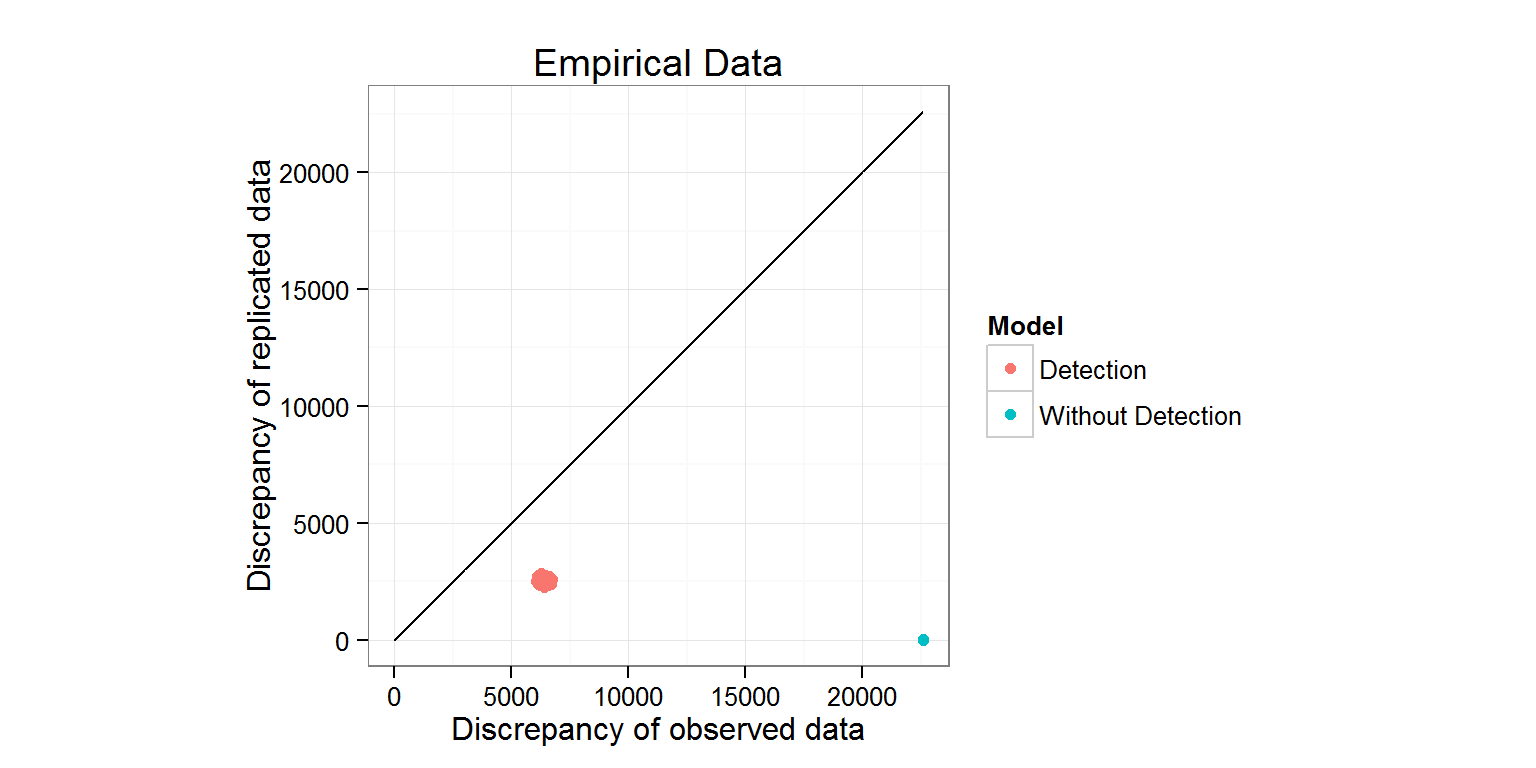 Empirical Data
Discrepancy of replicated data
20000
15000
10000
5000
0
0 5000 10000 15000 20000
Discrepancy of observed data
Model
Detection
Without Detection